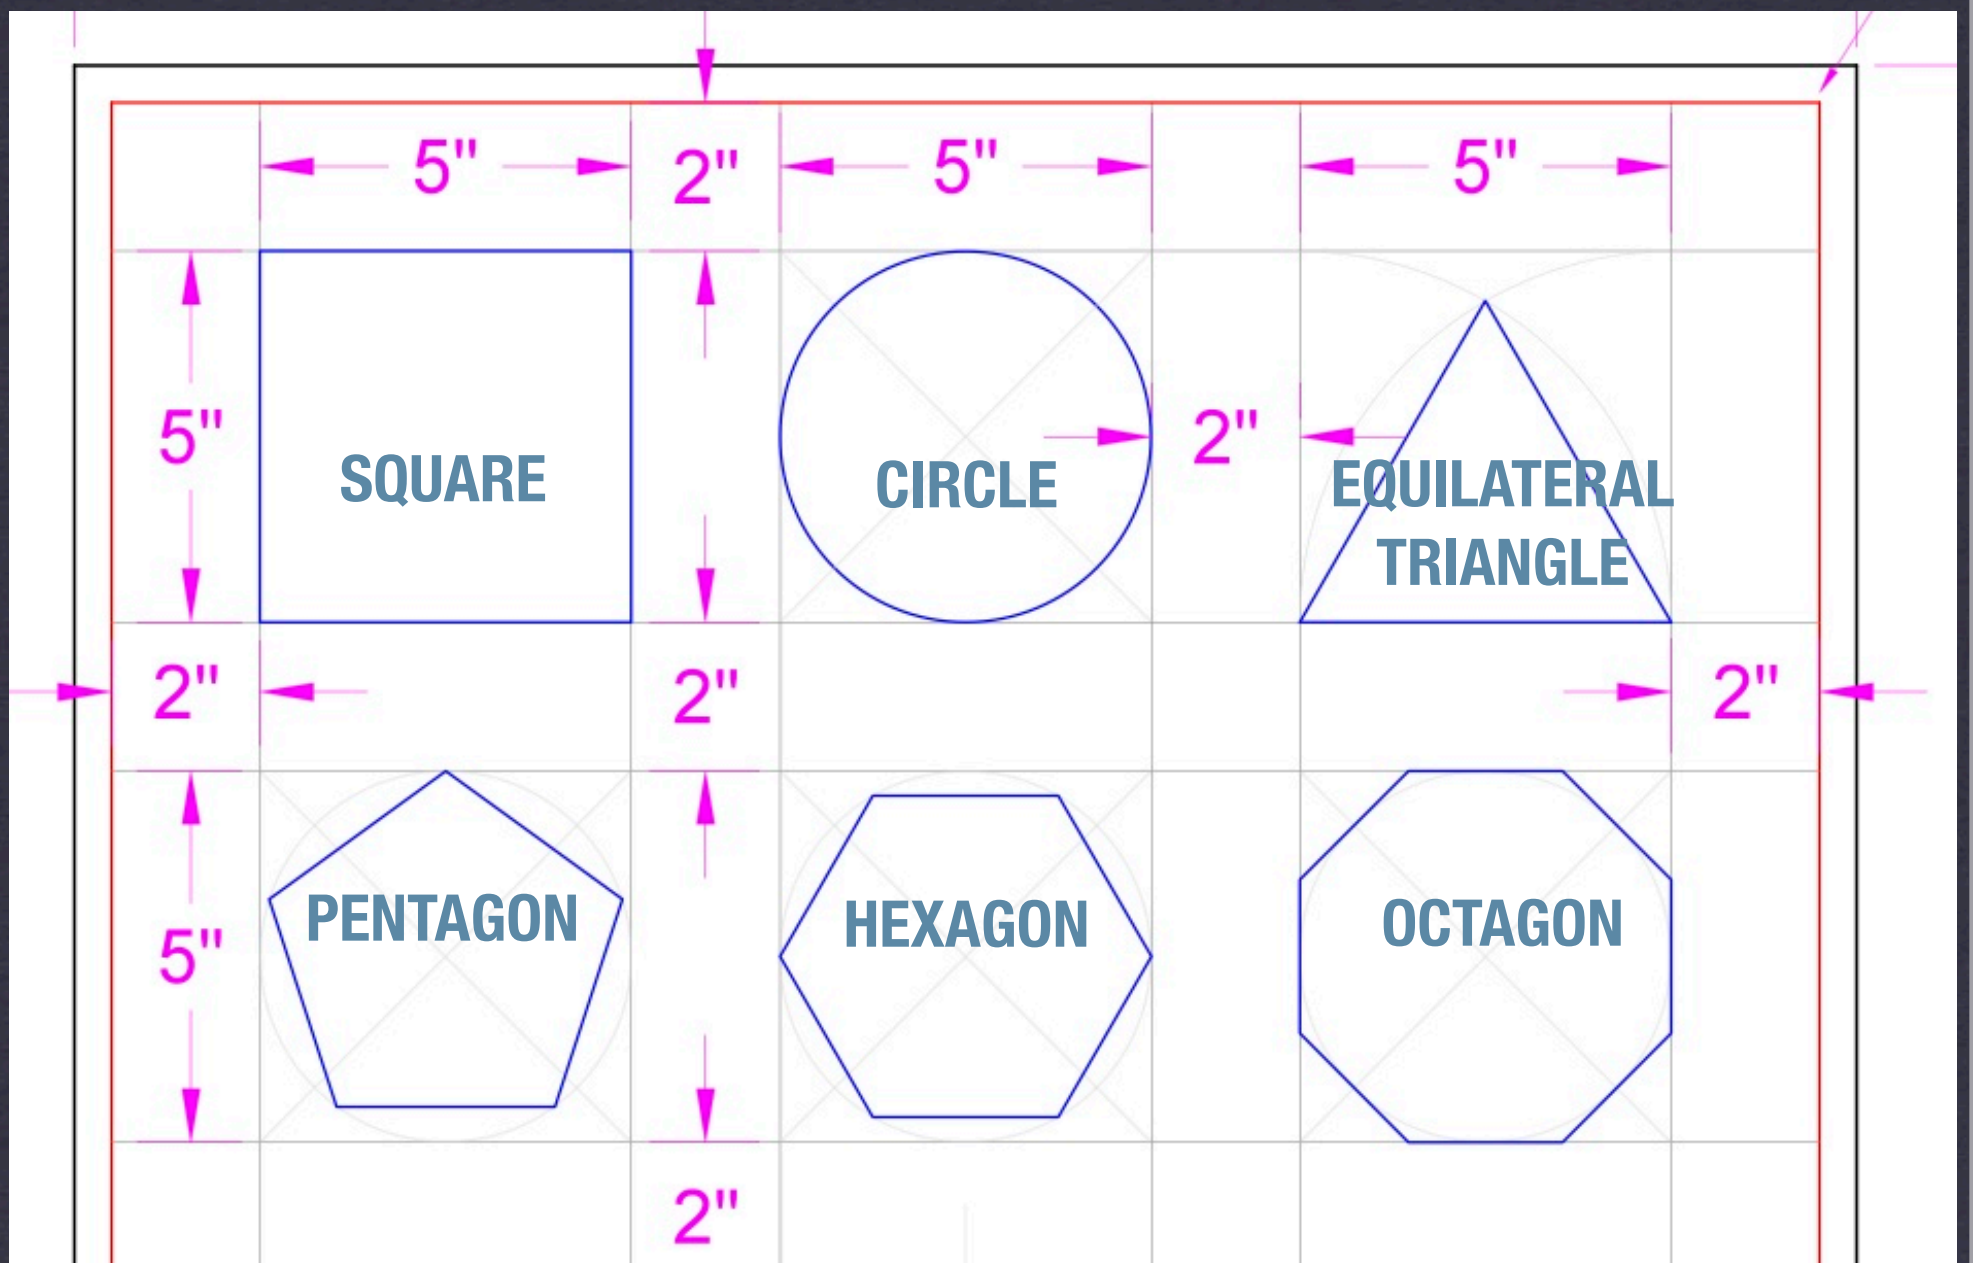 5" 2" 5" 5"
5" 2"
SQUARE CIRCLE EQUILATERAL
TRIANGLE
2" 2" 2"
PENTAGON HEXAGON OCTAGON
5"
2"